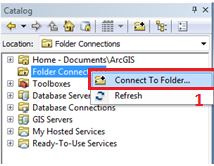 Catalog
Location: Folder Connections
Home - Documents\ArcGIS
Folder Connec
Connect To Folder...
Toolboxes
Refresh
Database Server
1
Database Connections
GIS Servers
My Hosted Services
Ready-To-Use Services